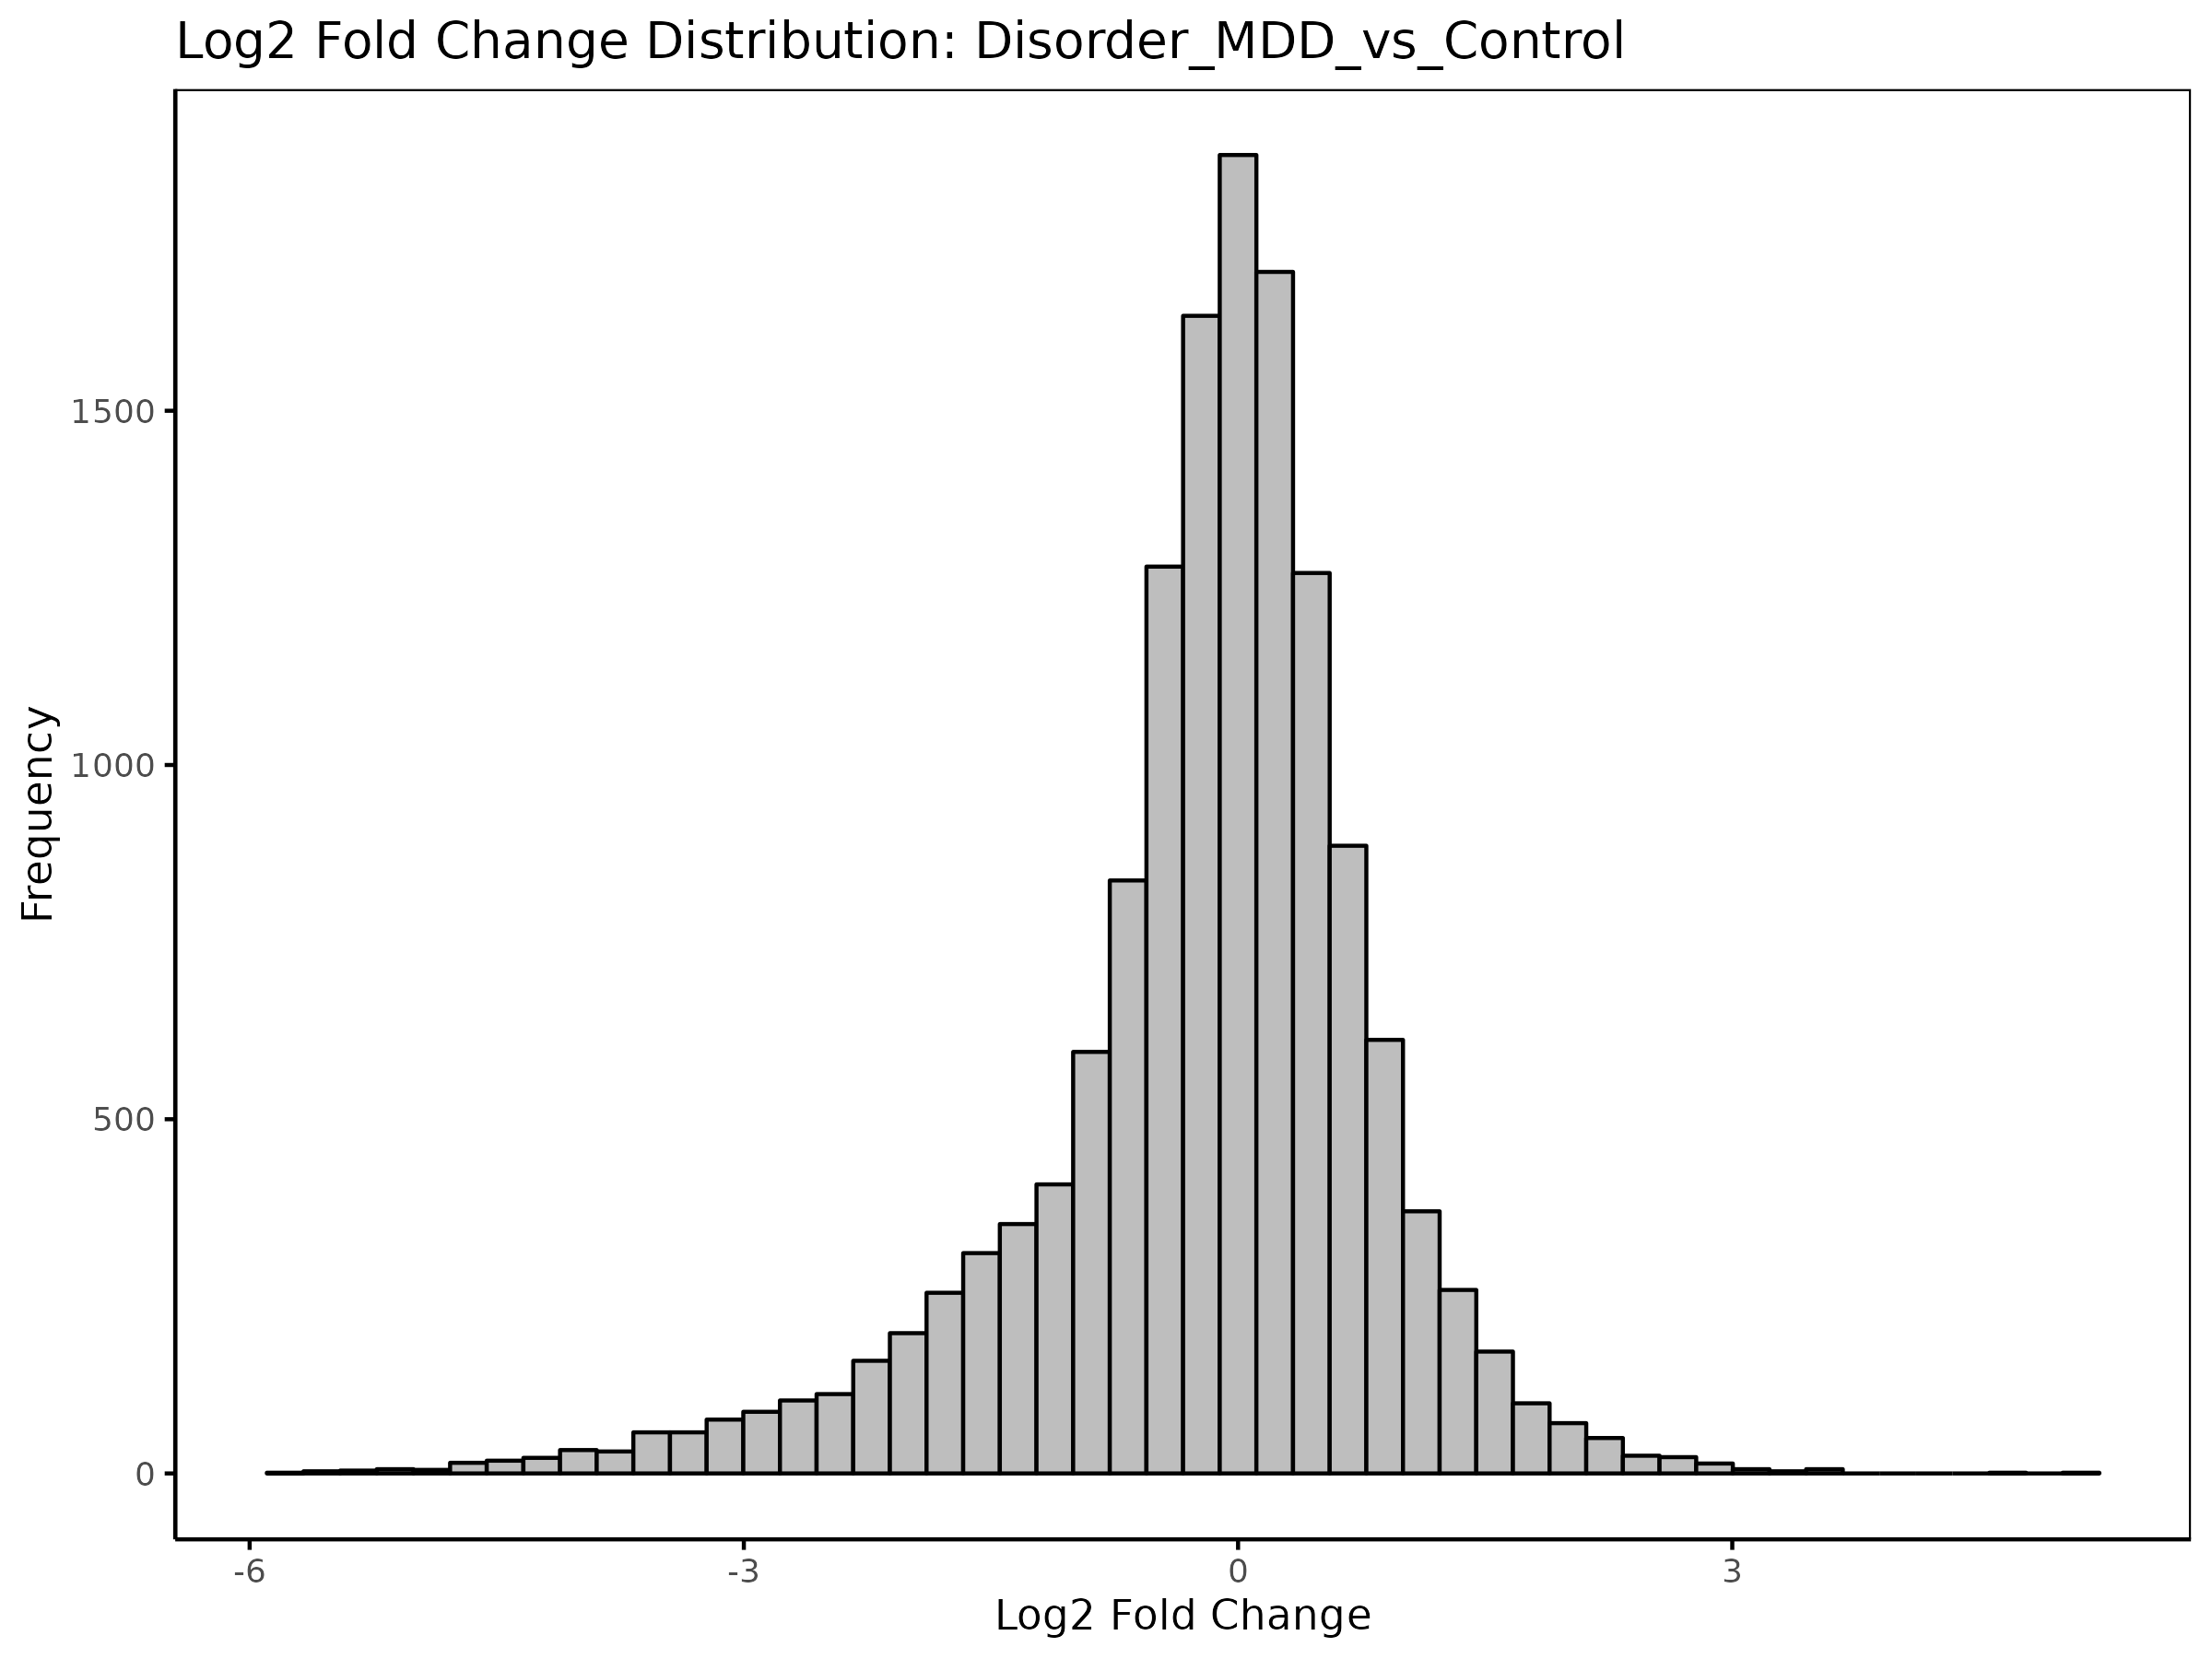 Log2 Fold Change Distribution: Disorder_MDD_vs_Control
Frequency
1500
1000
500
0
-6
-3
0
3
Log2 Fold Change